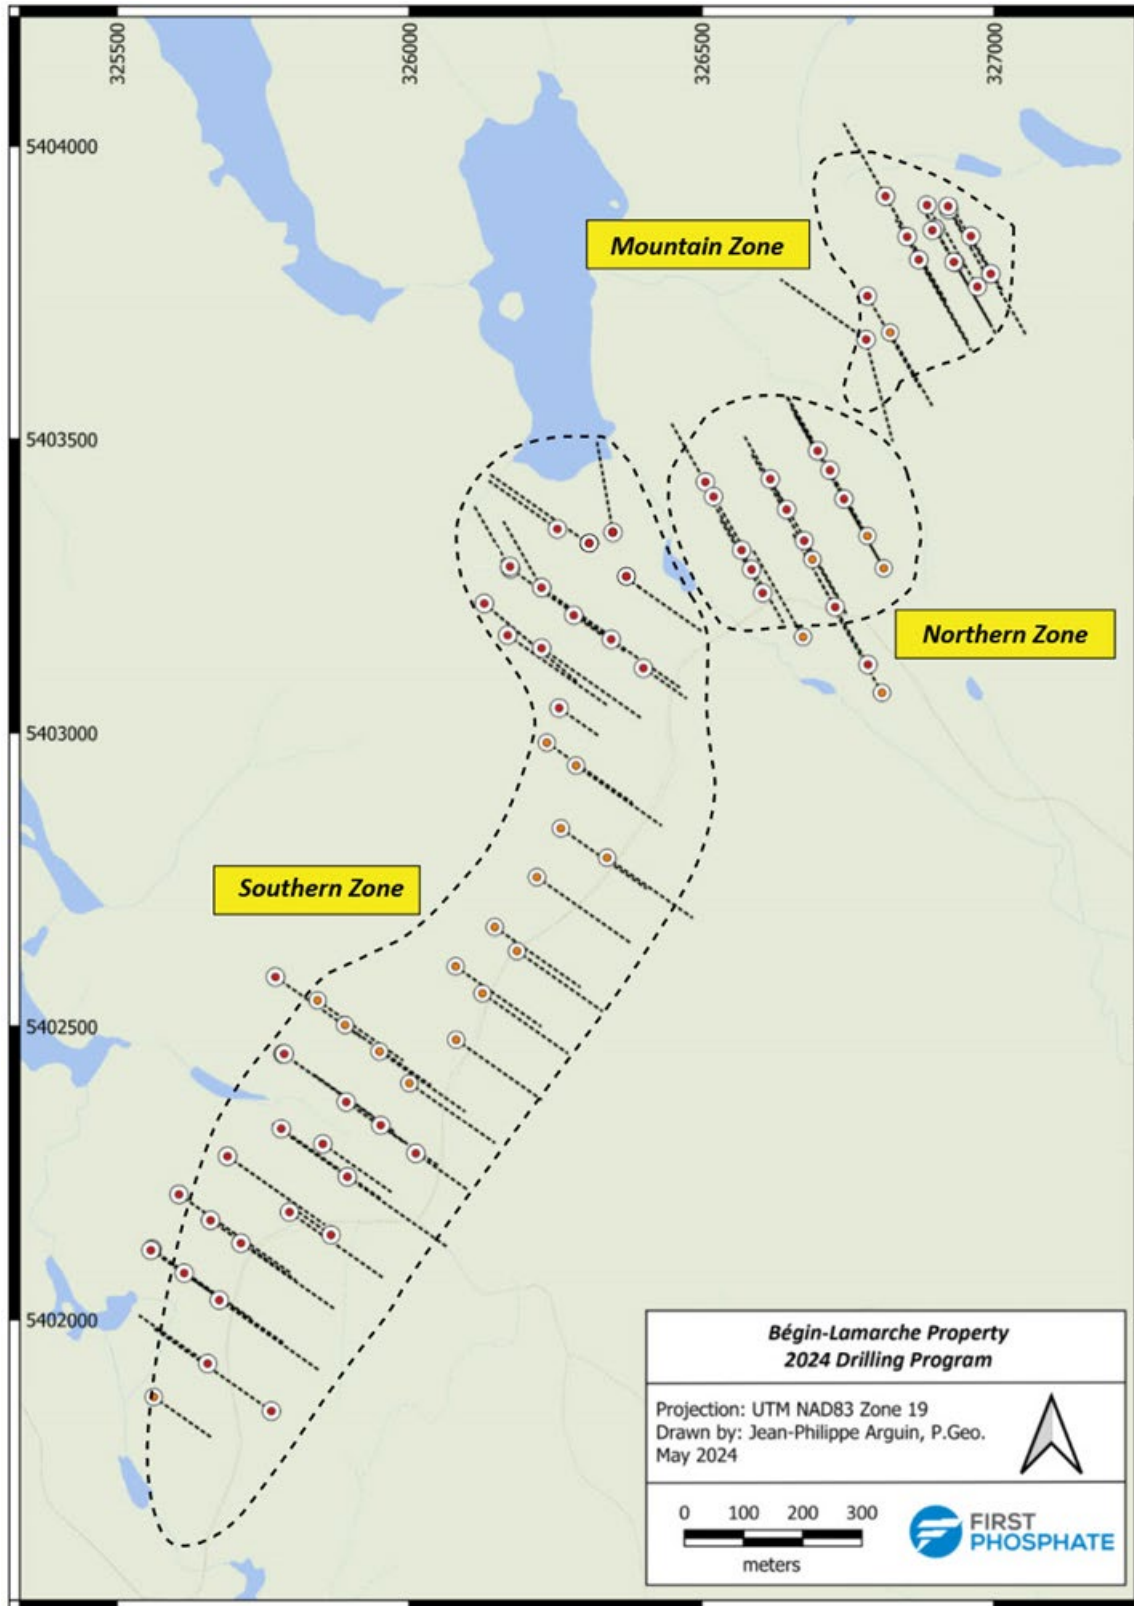 325500
326000
326500
327000
5404000
Mountain Zone
5403500
Northern Zone
5403000
Southern Zone
5402500
5402000
Bégin-Lamarche Property
2024 Drilling Program
Projection: UTM NAD83 Zone 19
Drawn by: Jean-Philippe Arguin, P.Geo.
May 2024
0 100 200 300
meters
FIRST
PHOSPHATE